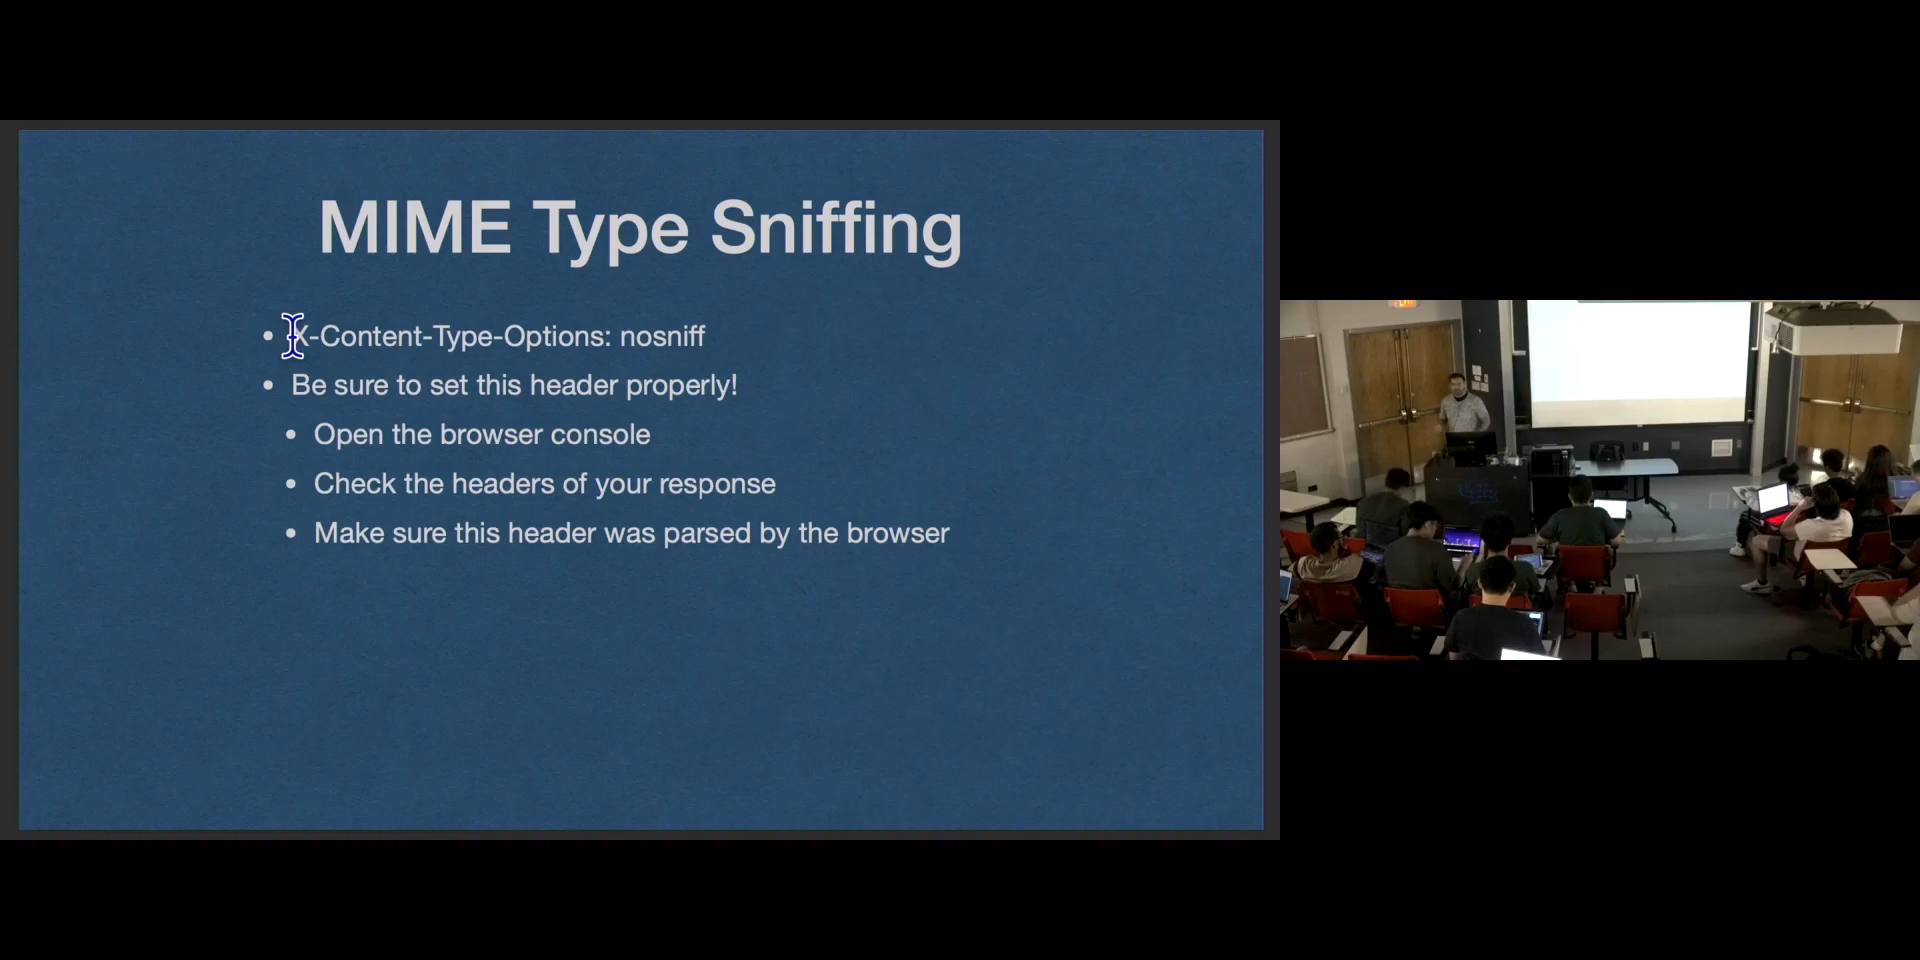 MIME Type Sniffing
X-Content-Type-Options: nosniff
Be sure to set this header properly!
Open the browser console
Check the headers of your response
Make sure this header was parsed by the browser